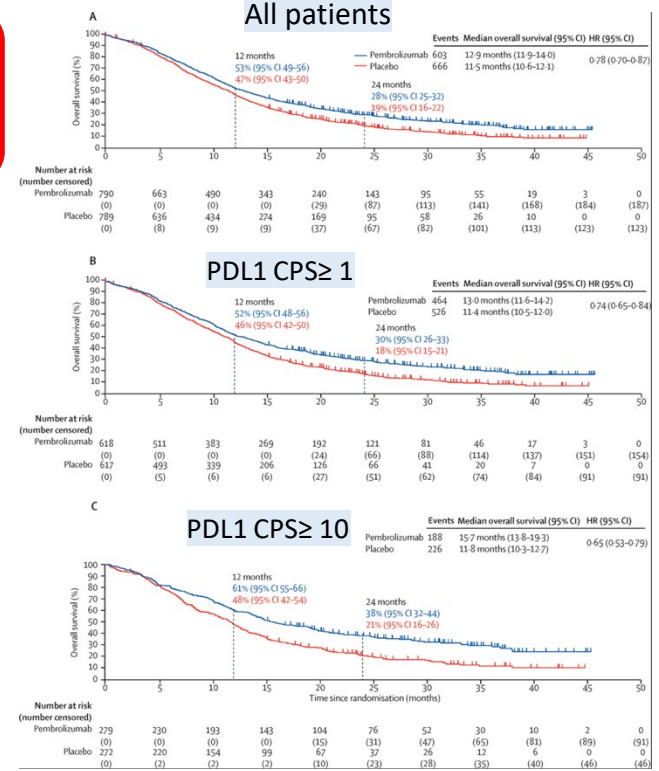 All patients
A
Events Median overall survival (95% CI) HR (95% CI)
Pembrolizumab 603 12·9 months (11·9–14·0) 0·78 (0·70–0·87)
Placebo 666 11·5 months (10·6–12·1)
12 months
53% (95% CI 49–56)
47% (95% CI 43–50)
24 months
28% (95% CI 25–32)
19% (95% CI 16–22)
Overall survival (%)
100
90
80
70
60
50
40
30
20
10
0
0 5 10 15 20 25 30 35 40 45 50
Number at risk
(number censored)
Pembrolizumab 790 663 490 343 240 143 95 55 19 3 0
(0) (0) (0) (0) (29) (87) (113) (141) (168) (184) (187)
Placebo 789 636 434 274 169 95 58 26 10 0 0
(0) (8) (9) (9) (37) (67) (82) (101) (113) (123) (123)
B
PDL1 CPS≥ 1
Events Median overall survival (95% CI) HR (95% CI)
Pembrolizumab 464 13·0 months (11·6–14·2) 0·74 (0·65–0·84)
Placebo 526 11·4 months (10·5–12·0)
12 months
52% (95% CI 48–56)
46% (95% CI 42–50)
24 months
30% (95% CI 26–33)
18% (95% CI 15–21)
Overall survival (%)
100
90
80
70
60
50
40
30
20
10
0
0 5 10 15 20 25 30 35 40 45 50
Number at risk
(number censored)
Pembrolizumab 618 511 383 269 192 121 81 46 17 3 0
(0) (0) (0) (0) (24) (66) (88) (114) (137) (151) (154)
Placebo 617 493 339 206 126 66 41 20 7 0 0
(0) (5) (6) (6) (27) (51) (62) (74) (84) (91) (91)
C
PDL1 CPS≥ 10
Events Median overall survival (95% CI) HR (95% CI)
Pembrolizumab 188 15·7 months (13·8–19·3) 0·65 (0·53–0·79)
Placebo 226 11·8 months (10·3–12·7)
12 months
61% (95% CI 55–66)
48% (95% CI 42–54)
24 months
38% (95% CI 32–44)
21% (95% CI 16–26)
Overall survival (%)
100
90
80
70
60
50
40
30
20
10
0
0 5 10 15 20 25 30 35 40 45 50
Time since randomisation (months)
Number at risk
(number censored)
Pembrolizumab 279 230 193 143 104 76 52 30 10 2 0
(0) (0) (0) (0) (15) (31) (47) (65) (81) (89) (91)
Placebo 272 220 154 99 67 37 26 12 6 0 0
(0) (2) (2) (2) (10) (23) (28) (35) (40) (46) (46)